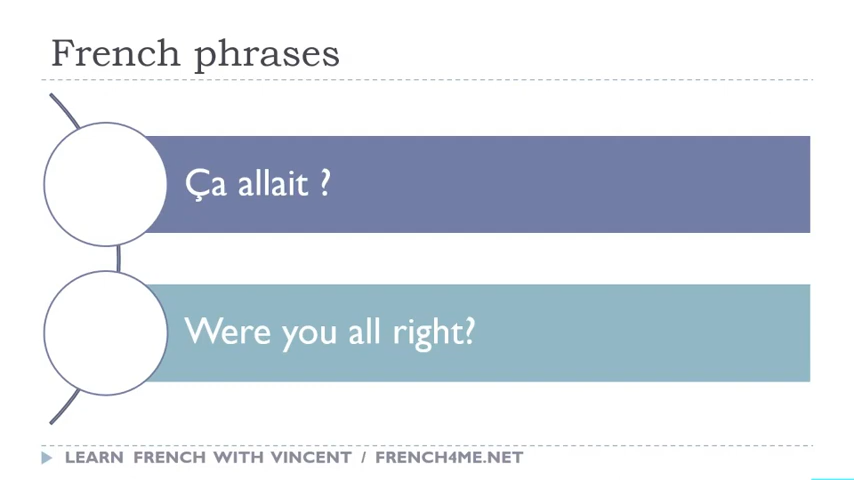 French phrases
Ça allait ?
Were you all right?
LEARN FRENCH WITH VINCENT / FRENCH4ME.NET